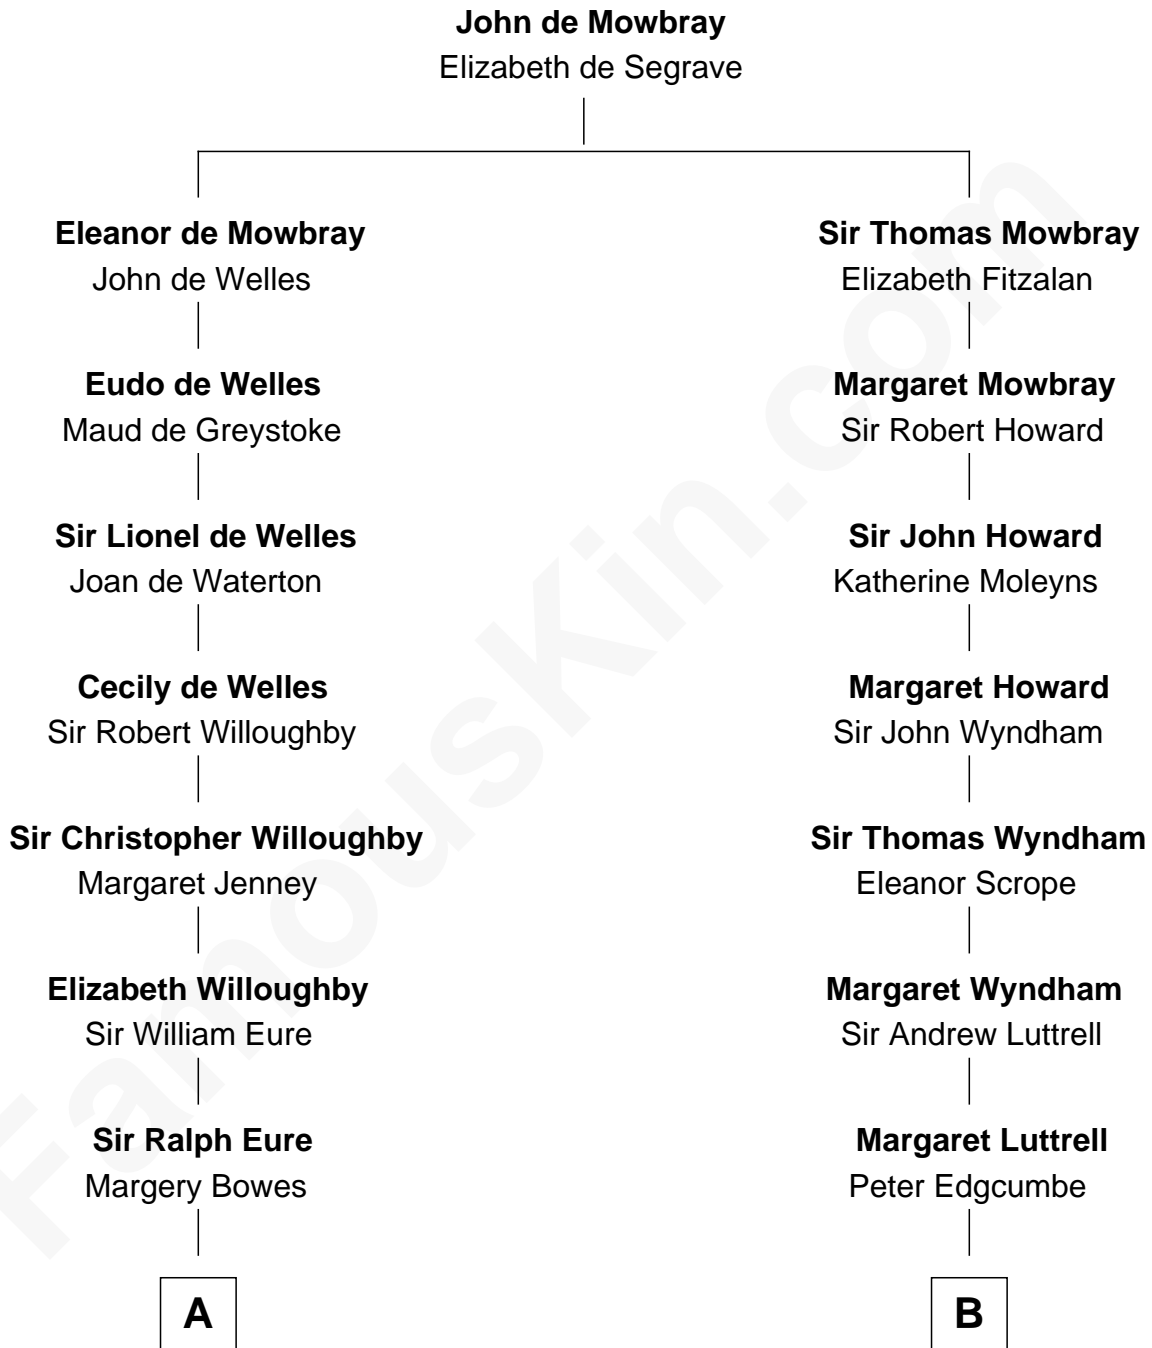 John de Mowbray
Elizabeth de Segrave
Eleanor de Mowbray
John de Welles
Sir Thomas Mowbray
Elizabeth Fitzalan
Eudo de Welles
Maud de Greystoke
Margaret Mowbray
Sir Robert Howard
Sir Lionel de Welles
Joan de Waterton
Sir John Howard
Katherine Moleyns
Cecily de Welles
Sir Robert Willoughby
Margaret Howard
Sir John Wyndham
Sir Christopher Willoughby
Margaret Jenney
Sir Thomas Wyndham
Eleanor Scrope
Elizabeth Willoughby
Sir William Eure
Margaret Wyndham
Sir Andrew Luttrell
Sir Ralph Eure
Margery Bowes
Margaret Luttrell
Peter Edgcumbe
A
B
FamousKin.com